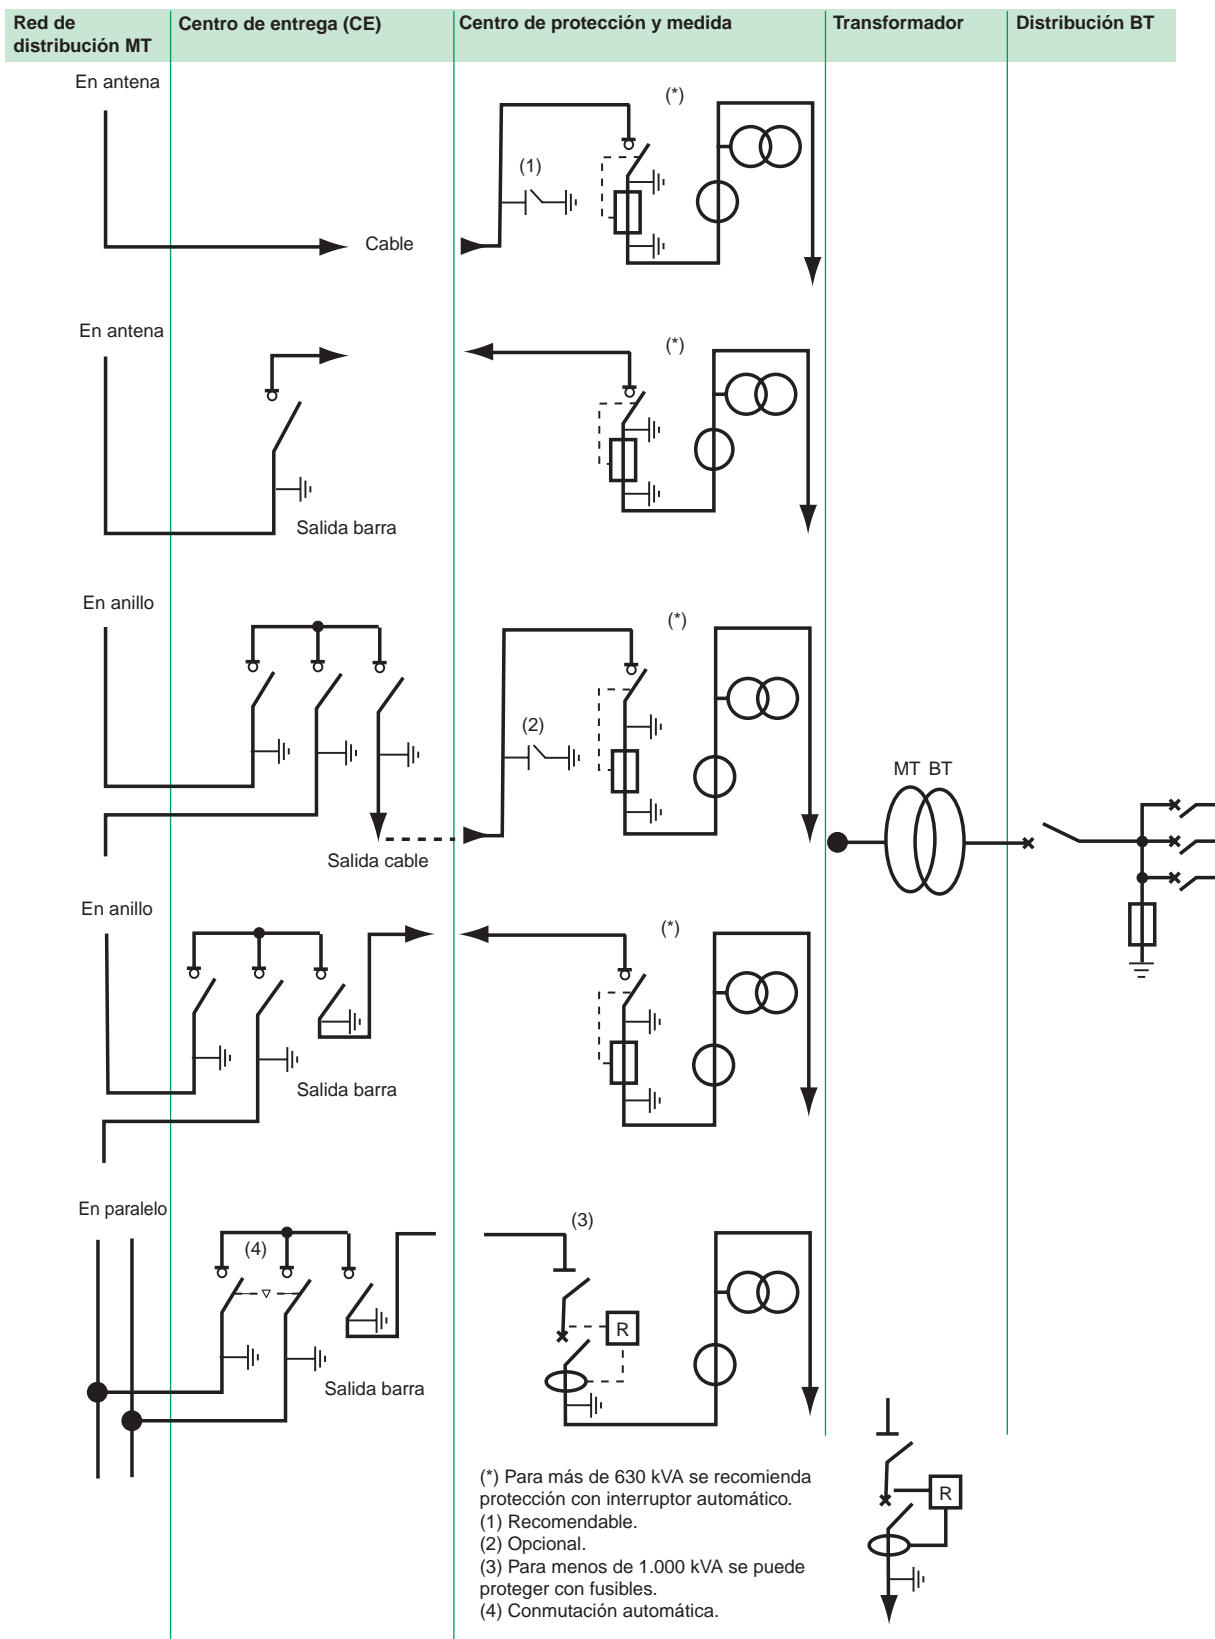 Red de
distribución MT
Centro de entrega (CE)
Centro de protección y medida
Transformador
Distribución BT
En antena
(*)
(1)
Cable
En antena
(*)
Salida barra
En anillo
(*)
(2)
MT BT
Salida cable
En anillo
(*)
Salida barra
En paralelo
(3)
(4)
R
Salida barra
(*) Para más de 630 kVA se recomienda
protección con interruptor automático.
(1) Recomendable.
(2) Opcional.
(3) Para menos de 1.000 kVA se puede
proteger con fusibles.
(4) Conmutación automática.
R